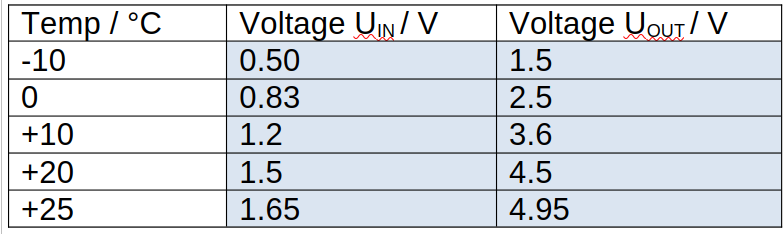 Temp / °C Voltage UIN / V Voltage UOUT / V
-10 0.50 1.5
0 0.83 2.5
+10 1.2 3.6
+20 1.5 4.5
+25 1.65 4.95